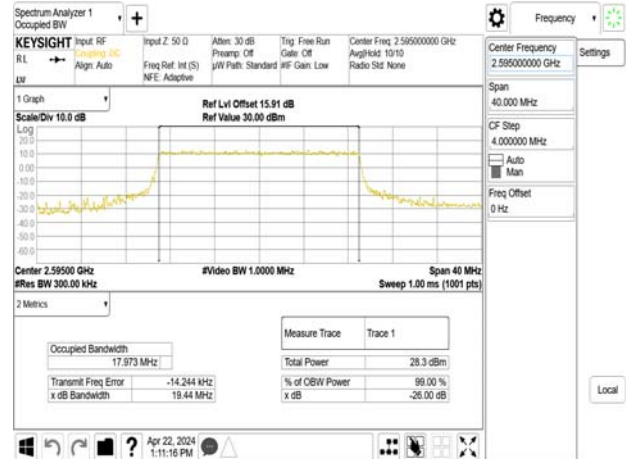 Spectrum Analyzer 1
Occupied BW
+
Frequency
KEYSIGHT
RL
Input: RF
Coupling: DC
Align: Auto
Input Z: 50 Ω
Freq Ref: Int (S)
NFE: Adaptive
Atten: 30 dB
Preamp: Off
µW Path: Standard
Trig: Free Run
Gate: Off
#IF Gain: Low
Center Freq: 2.595000000 GHz
Avg|Hold: 10/10
Radio Std: None
Center Frequency
2.595000000 GHz
Settings
Span
40.000 MHz
CF Step
4.000000 MHz
Auto
Man
Freq Offset
0 Hz
Local
1 Graph
Scale/Div 10.0 dB
Ref Lvl Offset 15.91 dB
Ref Value 30.00 dBm
Log
20.0
10.0
0.00
-10.0
-20.0
-30.0
-40.0
-50.0
-60.0
Center 2.59500 GHz
#Res BW 300.00 kHz
#Video BW 1.0000 MHz
Span 40 MHz
Sweep 1.00 ms (1001 pts)
2 Metrics
Occupied Bandwidth
17.973 MHz
Transmit Freq Error -14.244 kHz
x dB Bandwidth 19.44 MHz
Measure Trace Trace 1
Total Power 28.3 dBm
% of OBW Power 99.00 %
x dB -26.00 dB
?
Apr 22, 2024
1:11:16 PM